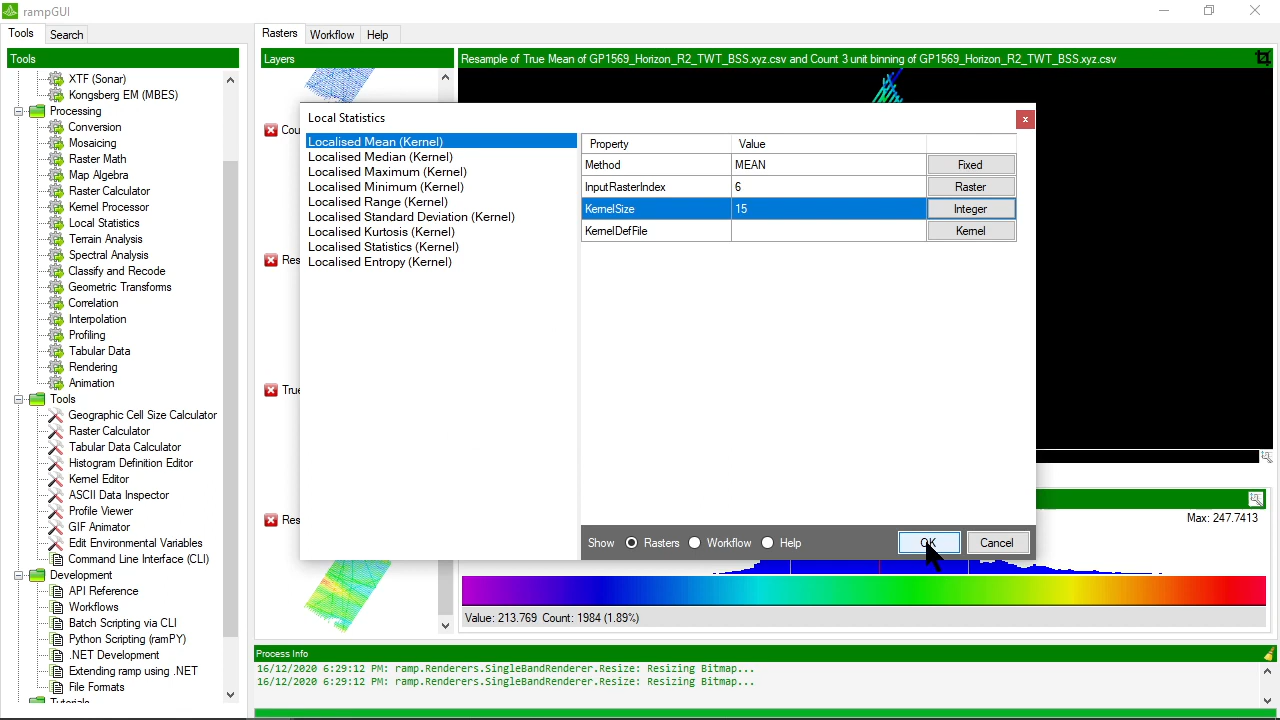 rampGUI
Tools
Search
Tools
XTF (Sonar)
Kongsberg EM (MBES)
Processing
Conversion
Mosaicing
Raster Math
Map Algebra
Raster Calculator
Kernel Processor
Local Statistics
Terrain Analysis
Spectral Analysis
Classify and Recode
Geometric Transforms
Correlation
Interpolation
Profiling
Tabular Data
Rendering
Animation
Tools
Geographic Cell Size Calculator
Raster Calculator
Tabular Data Calculator
Histogram Definition Editor
Kernel Editor
ASCII Data Inspector
Profile Viewer
GIF Animator
Edit Environmental Variables
Command Line Interface (CLI)
Development
API Reference
Workflows
Batch Scripting via CLI
Python Scripting (ramPY)
.NET Development
Extending ramp using .NET
File Formats
Tutorials
Rasters
Workflow
Help
Layers
Cou
Res
True
Res
Resample of True Mean of GP1569_Horizon_R2_TWT_BSS.xyz.csv and Count 3 unit binning of GP1569_Horizon_R2_TWT_BSS.xyz.csv
Local Statistics
x
Localised Mean (Kernel)
Localised Median (Kernel)
Localised Maximum (Kernel)
Localised Minimum (Kernel)
Localised Range (Kernel)
Localised Standard Deviation (Kernel)
Localised Kurtosis (Kernel)
Localised Statistics (Kernel)
Localised Entropy (Kernel)
Property Value
Method MEAN Fixed
InputRasterIndex 6 Raster
KernelSize 15 Integer
KernelDefFile Kernel
Show Rasters Workflow Help OK Cancel
Max: 247.7413
Value: 213.769 Count: 1984 (1.89%)
Process Info
16/12/2020 6:29:12 PM: ramp.Renderers.SingleBandRenderer.Resize: Resizing Bitmap...
16/12/2020 6:29:12 PM: ramp.Renderers.SingleBandRenderer.Resize: Resizing Bitmap...